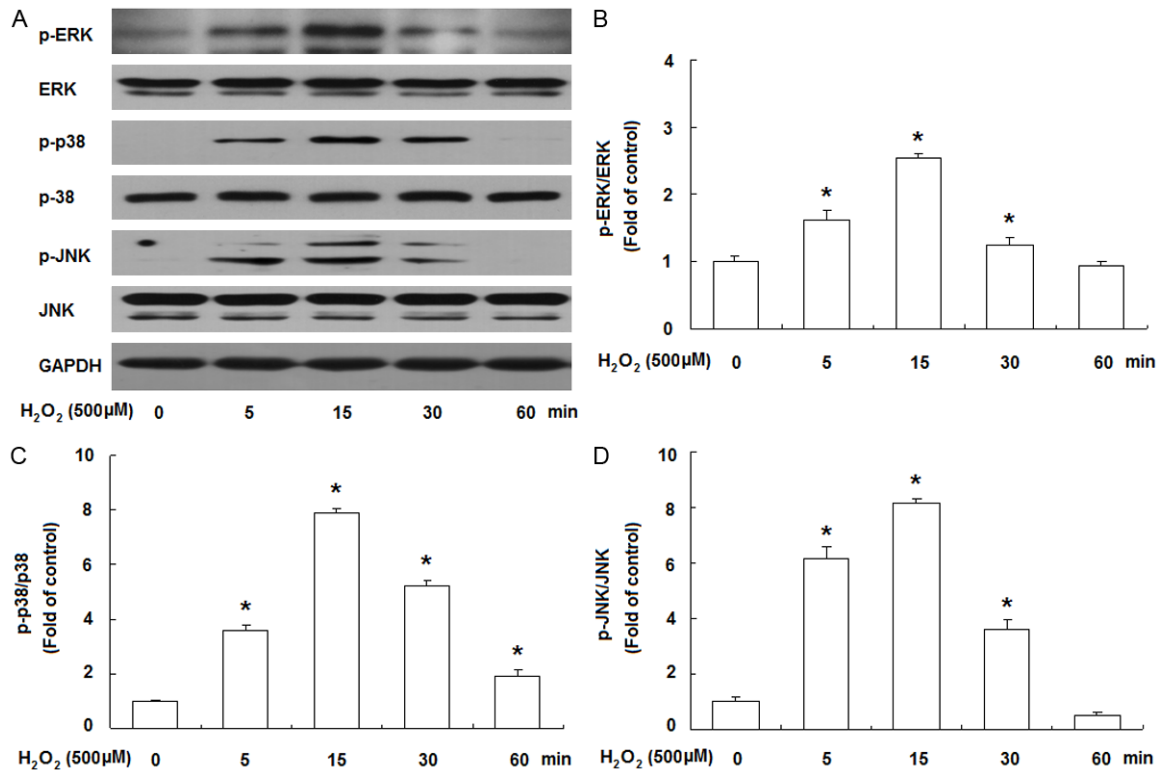 A
p-ERK
ERK
p-p38
p-38
p-JNK
JNK
GAPDH
H₂O₂ (500µM) 0 5 15 30 60 min
B
p-ERK/ERK
(Fold of control)
4
3
2
1
0
* * *
H₂O₂ (500µM) 0 5 15 30 60 min
C
p-p38/p38
(Fold of control)
10
8
6
4
2
0
* * * *
H₂O₂ (500µM) 0 5 15 30 60 min
D
p-JNK/JNK
(Fold of control)
10
8
6
4
2
0
* * *
H₂O₂ (500µM) 0 5 15 30 60 min